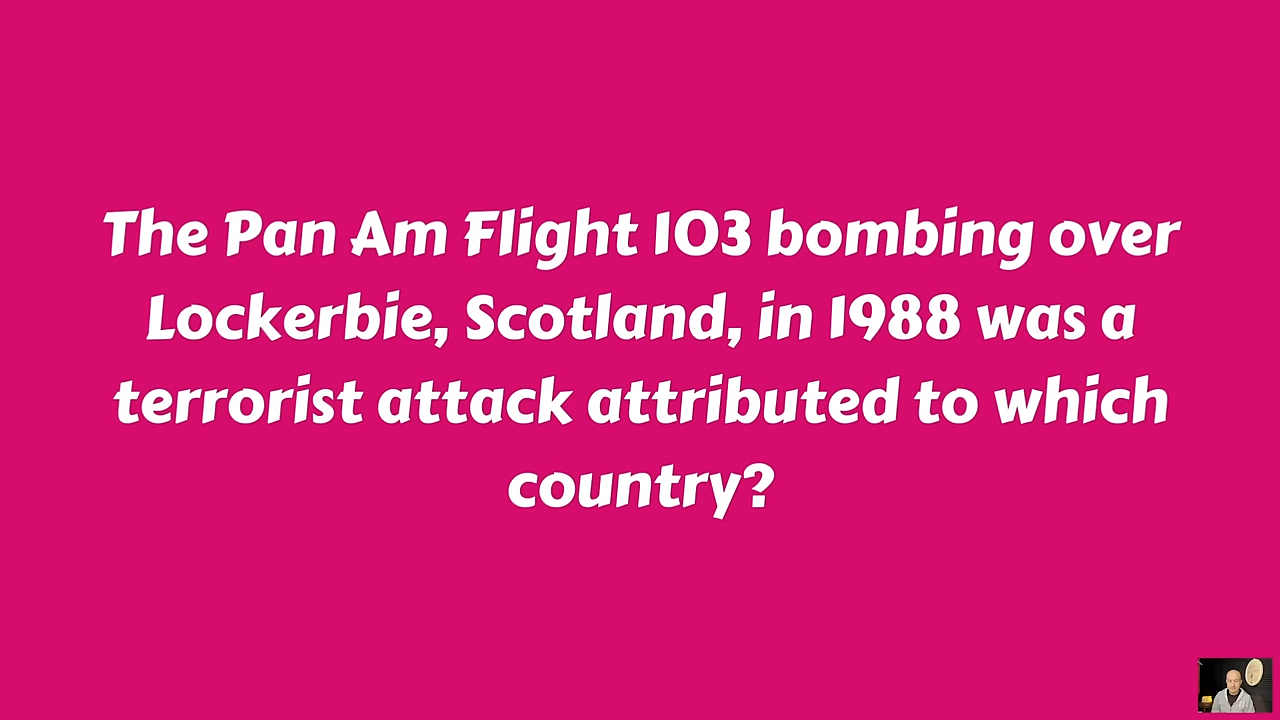 The Pan Am Flight 103 bombing over
Lockerbie, Scotland, in 1988 was a
terrorist attack attributed to which
country?